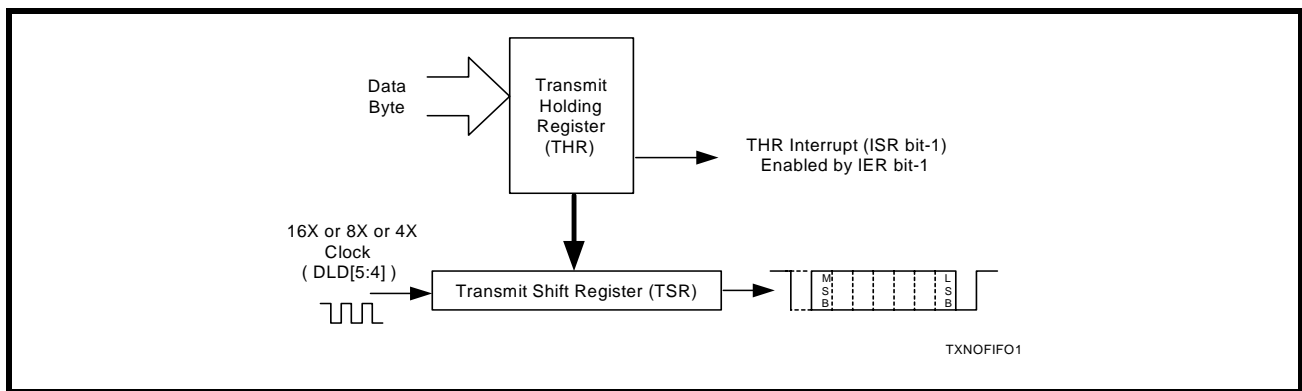 Data
Byte
Transmit
Holding
Register
(THR)
THR Interrupt (ISR bit-1)
Enabled by IER bit-1
16X or 8X or 4X
Clock
( DLD[5:4] )
Transmit Shift Register (TSR)
M
S
B
L
S
B
TXNOFIFO1